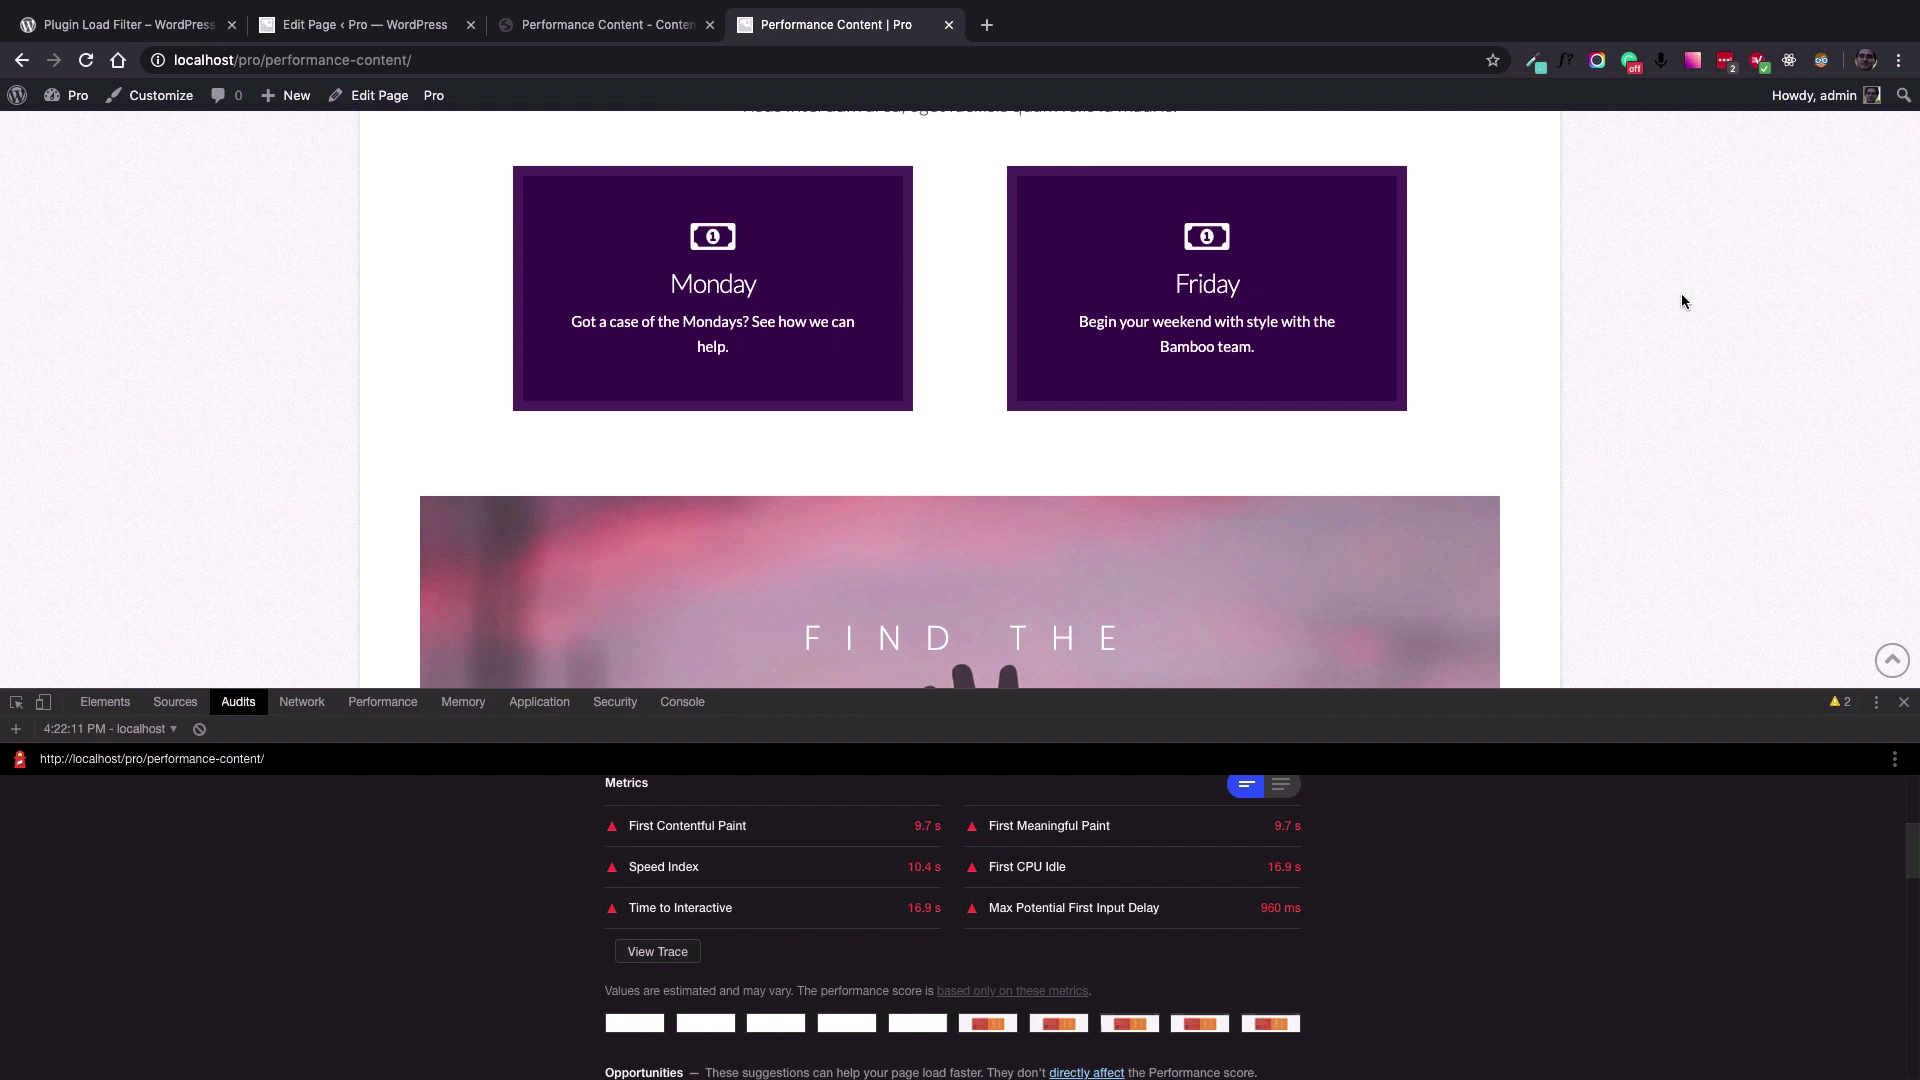 Plugin Load Filter – WordPress
Edit Page ‹ Pro — WordPress
Performance Content - Conten
Performance Content | Pro
localhost/pro/performance-content/
f?
off
2
Pro
Customize
0
New
Edit Page
Pro
Howdy, admin
1
Monday
Got a case of the Mondays? See how we can
help.
1
Friday
Begin your weekend with style with the
Bamboo team.
FIND THE
Elements
Sources
Audits
Network
Performance
Memory
Application
Security
Console
2
4:22:11 PM - localhost
http://localhost/pro/performance-content/
Metrics
First Contentful Paint 9.7 s
First Meaningful Paint 9.7 s
Speed Index 10.4 s
First CPU Idle 16.9 s
Time to Interactive 16.9 s
Max Potential First Input Delay 960 ms
View Trace
Values are estimated and may vary. The performance score is based only on these metrics.
Opportunities — These suggestions can help your page load faster. They don't directly affect the Performance score.